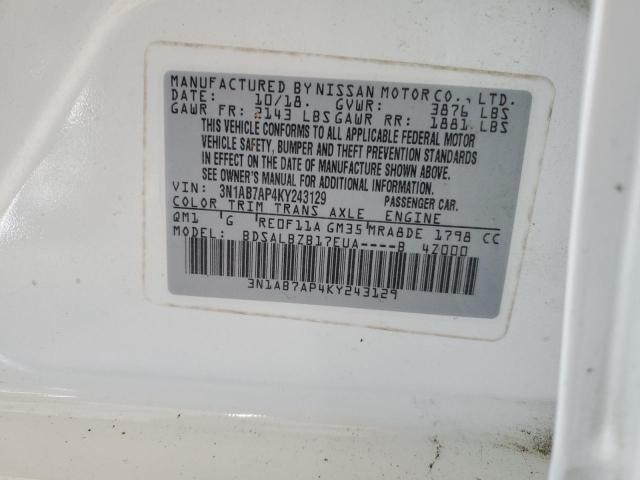 MANUFACTURED BY NISSAN MOTOR CO., LTD.
DATE: 10/18. GVWR: 3876 LBS
GAWR FR: 2143 LBS GAWR RR: 1881 LBS
THIS VEHICLE CONFORMS TO ALL APPLICABLE FEDERAL MOTOR
VEHICLE SAFETY, BUMPER AND THEFT PREVENTION STANDARDS
IN EFFECT ON THE DATE OF MANUFACTURE SHOWN ABOVE.
SEE OWNER'S MANUAL FOR ADDITIONAL INFORMATION.
VIN: 3N1AB7AP4KY243129 PASSENGER CAR.
COLOR TRIM TRANS AXLE ENGINE
QM1 G RE0F11A GM35 MRA8DE 1798 CC
MODEL: BDSALBZB17EUA----B 4Z000
3N1AB7AP4KY243129